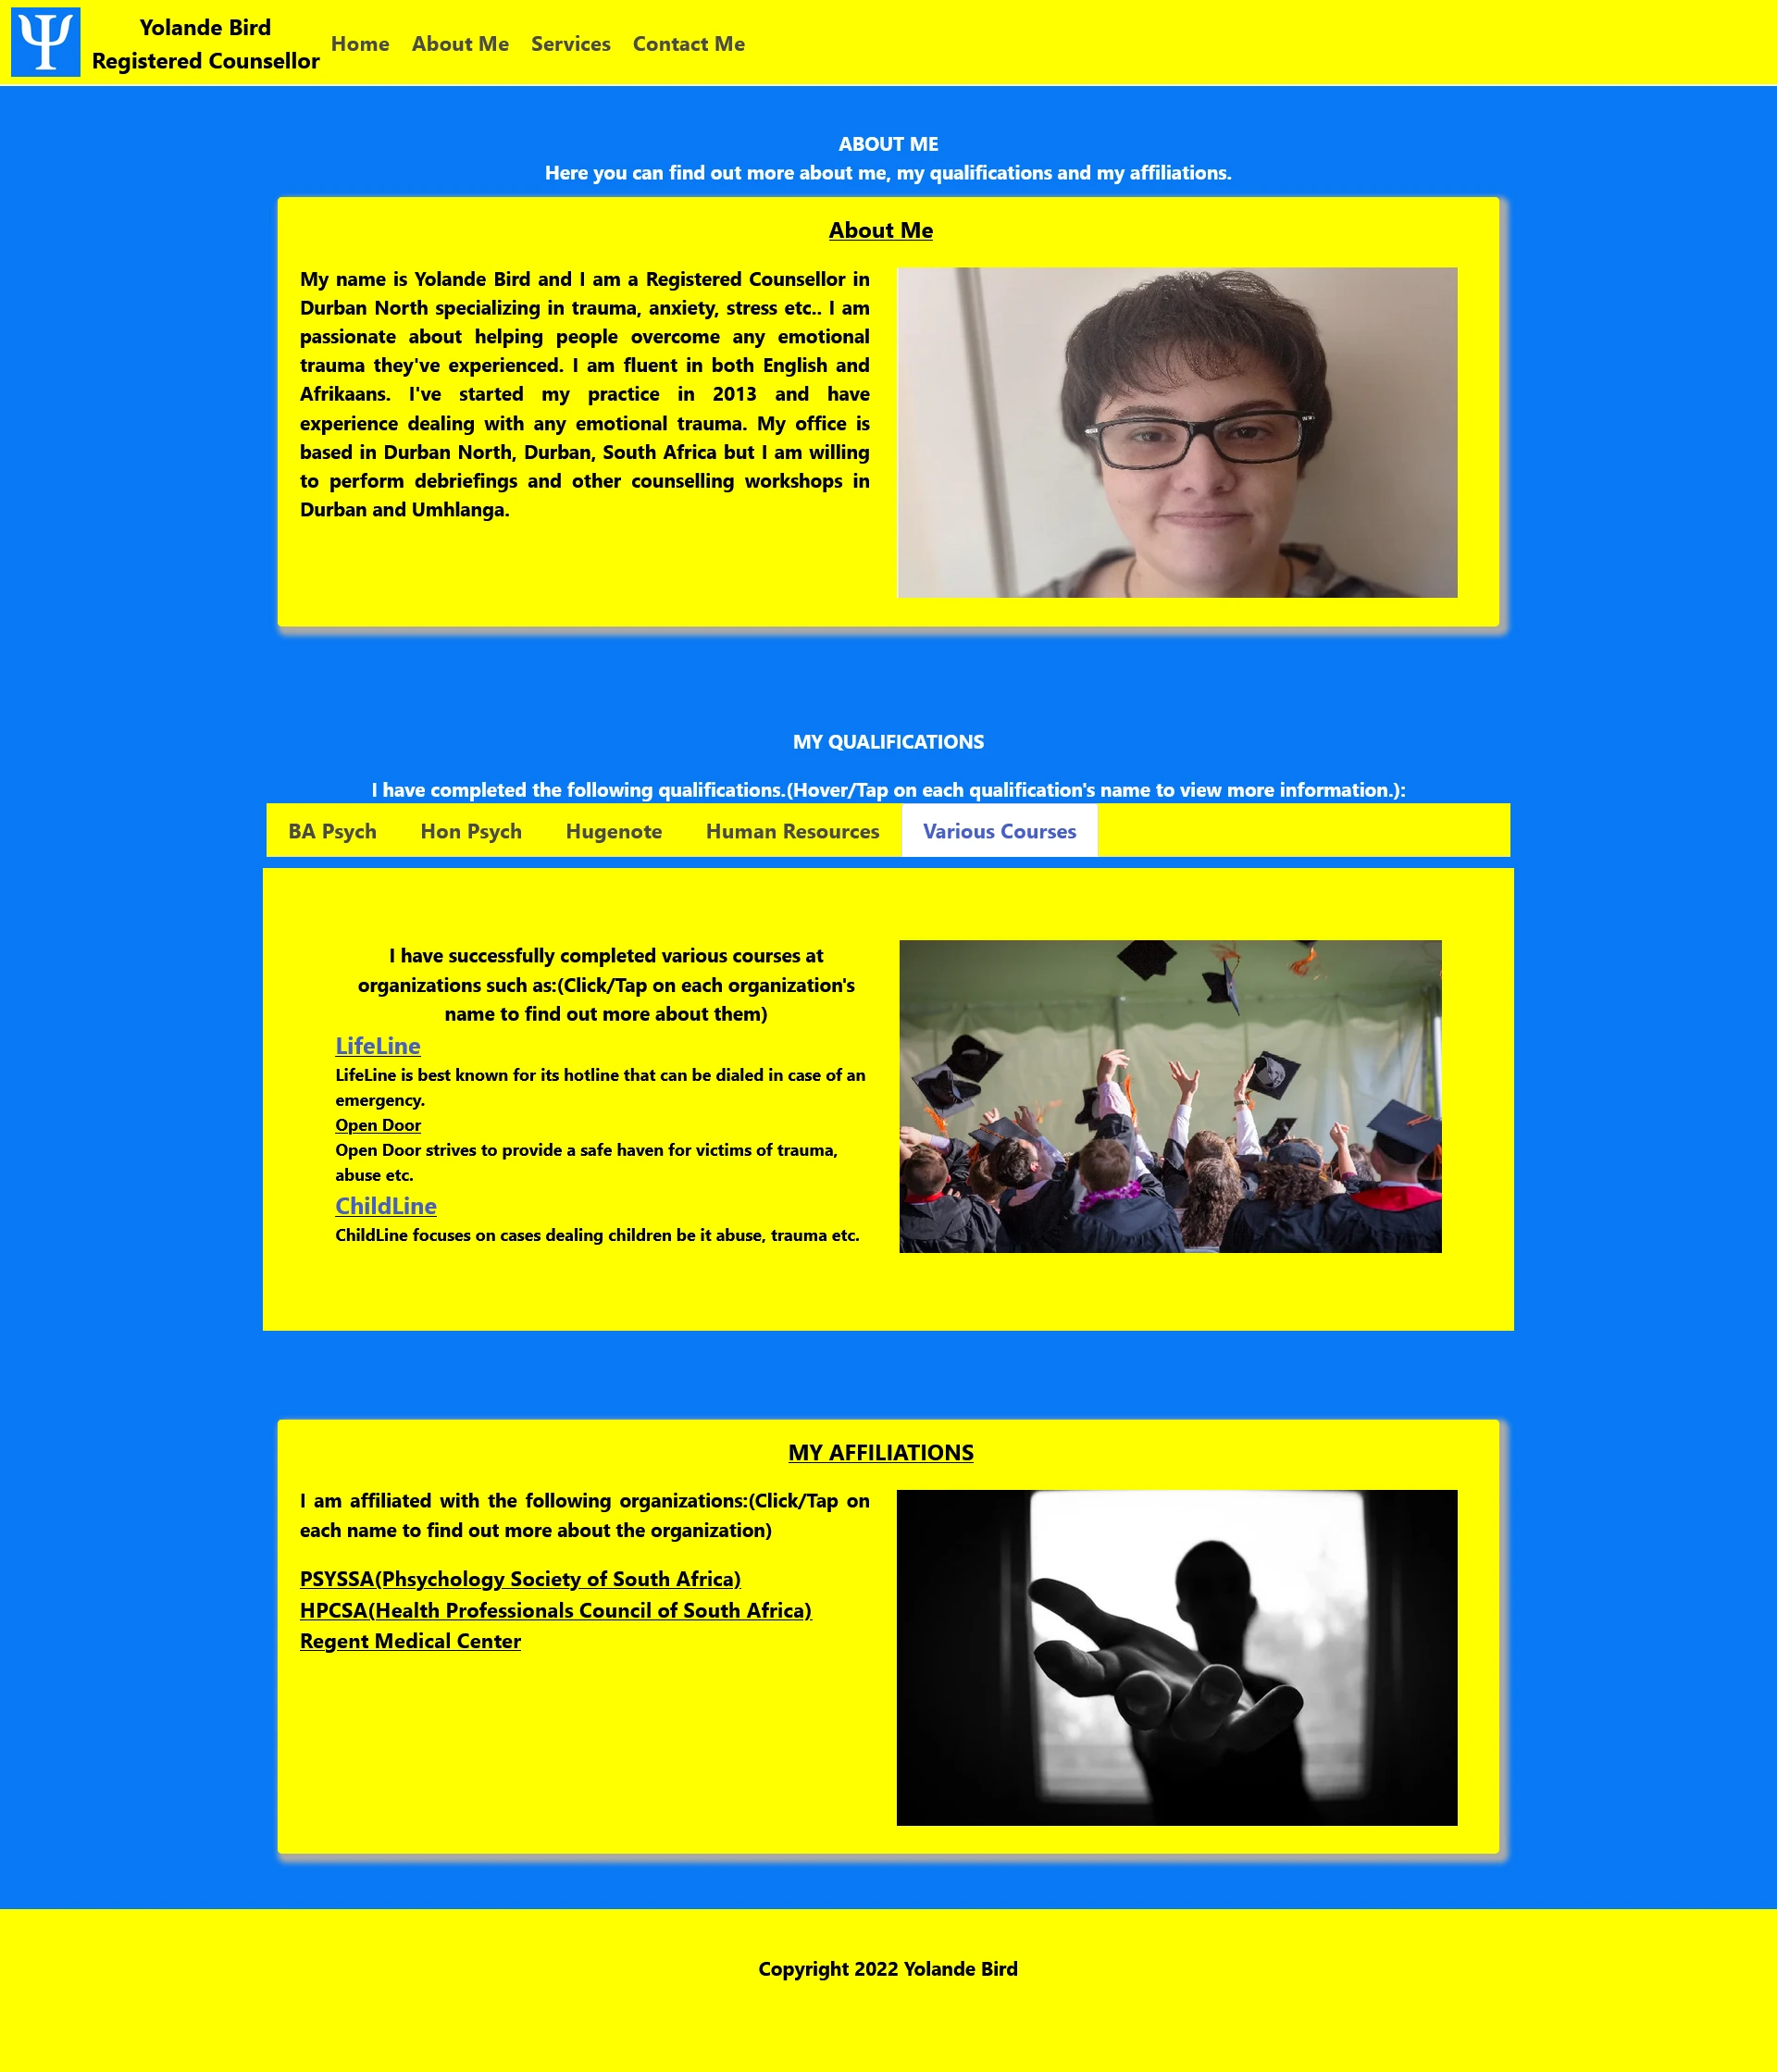 Ψ
Yolande Bird
Registered Counsellor
Home About Me Services Contact Me
ABOUT ME
Here you can find out more about me, my qualifications and my affiliations.
About Me
My name is Yolande Bird and I am a Registered Counsellor in
Durban North specializing in trauma, anxiety, stress etc.. I am
passionate about helping people overcome any emotional
trauma they've experienced. I am fluent in both English and
Afrikaans. I've started my practice in 2013 and have
experience dealing with any emotional trauma. My office is
based in Durban North, Durban, South Africa but I am willing
to perform debriefings and other counselling workshops in
Durban and Umhlanga.
MY QUALIFICATIONS
I have completed the following qualifications.(Hover/Tap on each qualification's name to view more information.):
BA Psych Hon Psych Hugenote Human Resources Various Courses
I have successfully completed various courses at
organizations such as:(Click/Tap on each organization's
name to find out more about them)
LifeLine
LifeLine is best known for its hotline that can be dialed in case of an
emergency.
Open Door
Open Door strives to provide a safe haven for victims of trauma,
abuse etc.
ChildLine
ChildLine focuses on cases dealing children be it abuse, trauma etc.
MY AFFILIATIONS
I am affiliated with the following organizations:(Click/Tap on
each name to find out more about the organization)
PSYSSA(Phsychology Society of South Africa)
HPCSA(Health Professionals Council of South Africa)
Regent Medical Center
Copyright 2022 Yolande Bird